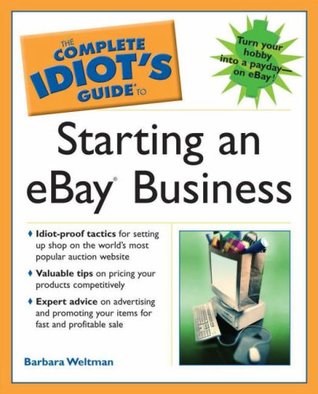 THE
COMPLETE
IDIOT'S
GUIDE® TO
Turn your
hobby
into a payday—
on eBay!
Starting an
eBay® Business
♦ Idiot-proof tactics for setting
up shop on the world's most
popular auction website
♦ Valuable tips on pricing your
products competitively
♦ Expert advice on advertising
and promoting your items for
fast and profitable sale
Barbara Weltman